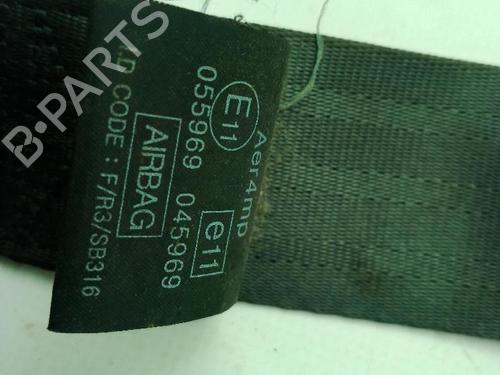 E11 Aer4mp
055969 045969 e11
AIRBAG
CODE : F/R3/SB316
B-PARTS